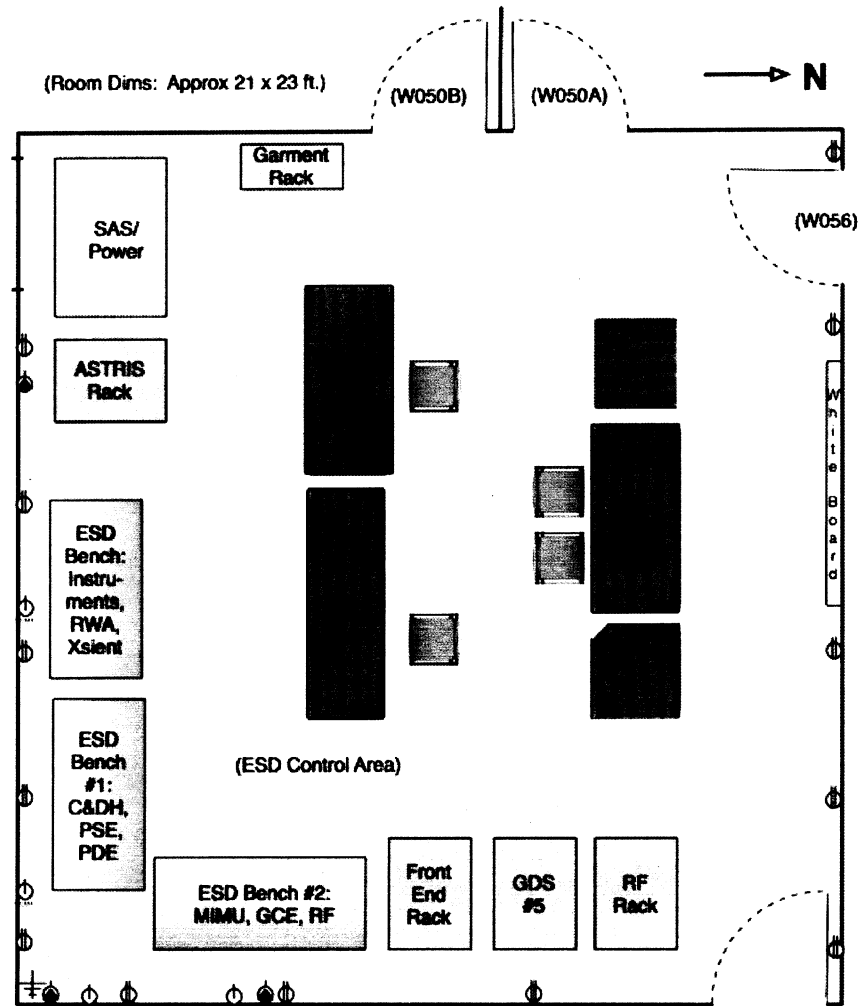 (Room Dims: Approx 21 x 23 ft.)
(W050B)
(W050A)
N
Garment
Rack
(W056)
SAS/
Power
ASTRIS
Rack
White Board
ESD
Bench:
Instru-
ments,
RWA,
Xsient
ESD
Bench
#1:
C&DH,
PSE,
PDE
(ESD Control Area)
ESD Bench #2:
MIMU, GCE, RF
Front
End
Rack
GDS
#5
RF
Rack